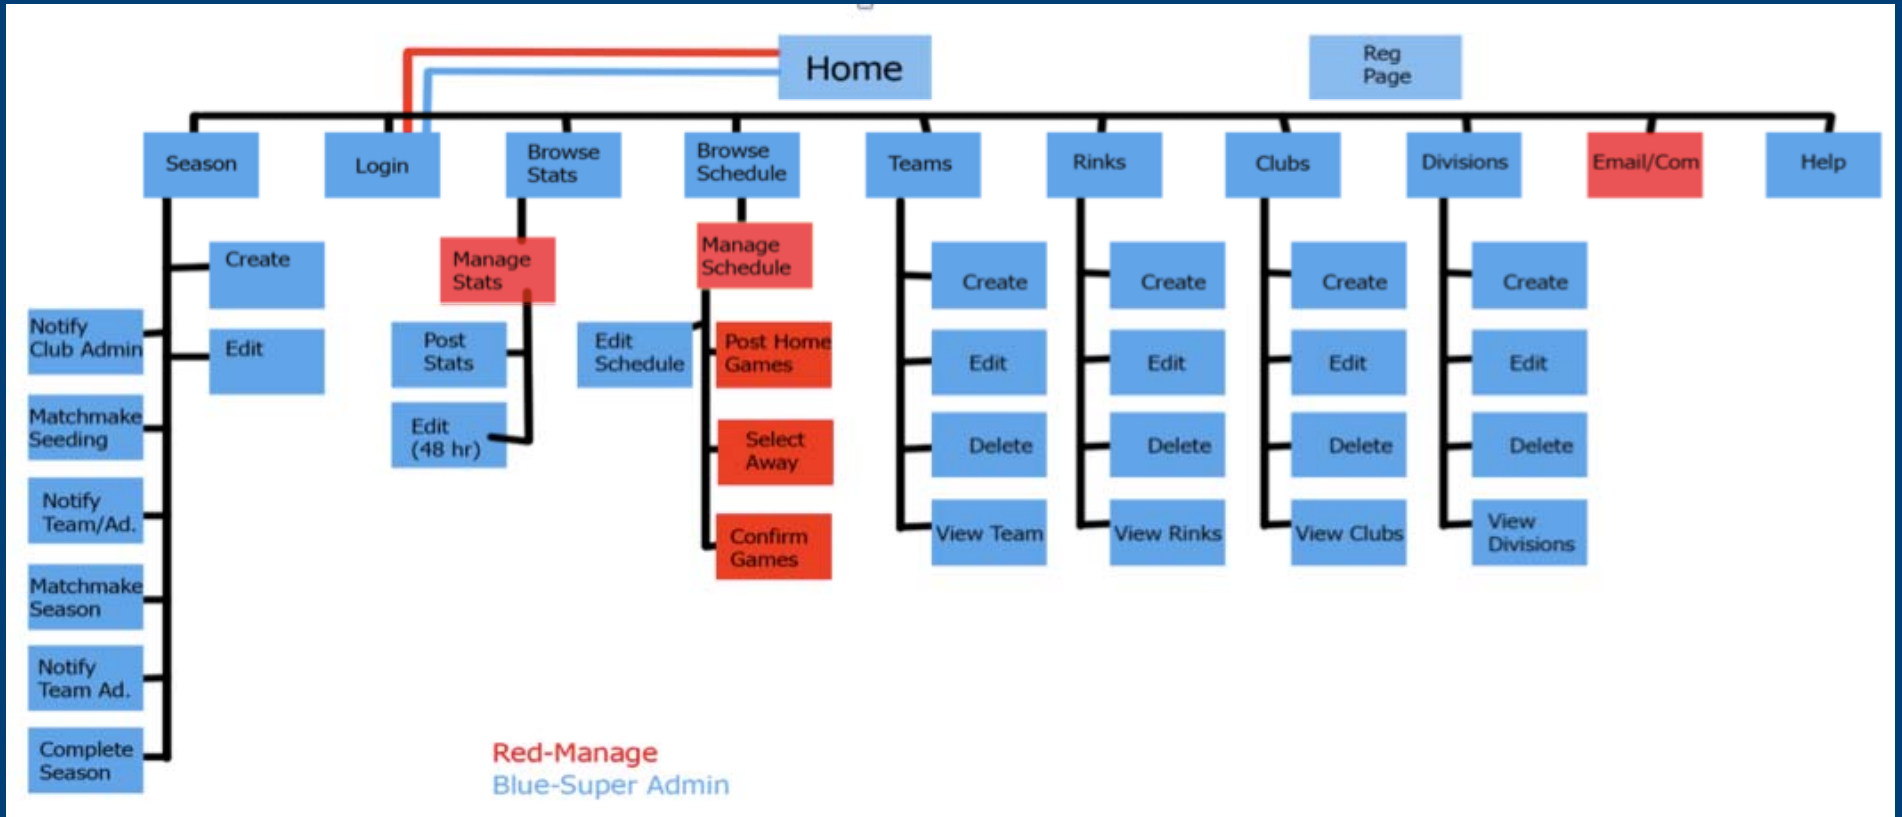 Home
Reg
Page
Season
Login
Browse
Stats
Browse
Schedule
Teams
Rinks
Clubs
Divisions
Email/Com
Help
Create
Edit
Notify
Club Admin
Matchmake
Seeding
Notify
Team/Ad.
Matchmake
Season
Notify
Team Ad.
Complete
Season
Manage
Stats
Post
Stats
Edit
(48 hr)
Manage
Schedule
Edit
Schedule
Post Home
Games
Select
Away
Confirm
Games
Create
Edit
Delete
View Team
Create
Edit
Delete
View Rinks
Create
Edit
Delete
View Clubs
Create
Edit
Delete
View
Divisions
Red-Manage
Blue-Super Admin